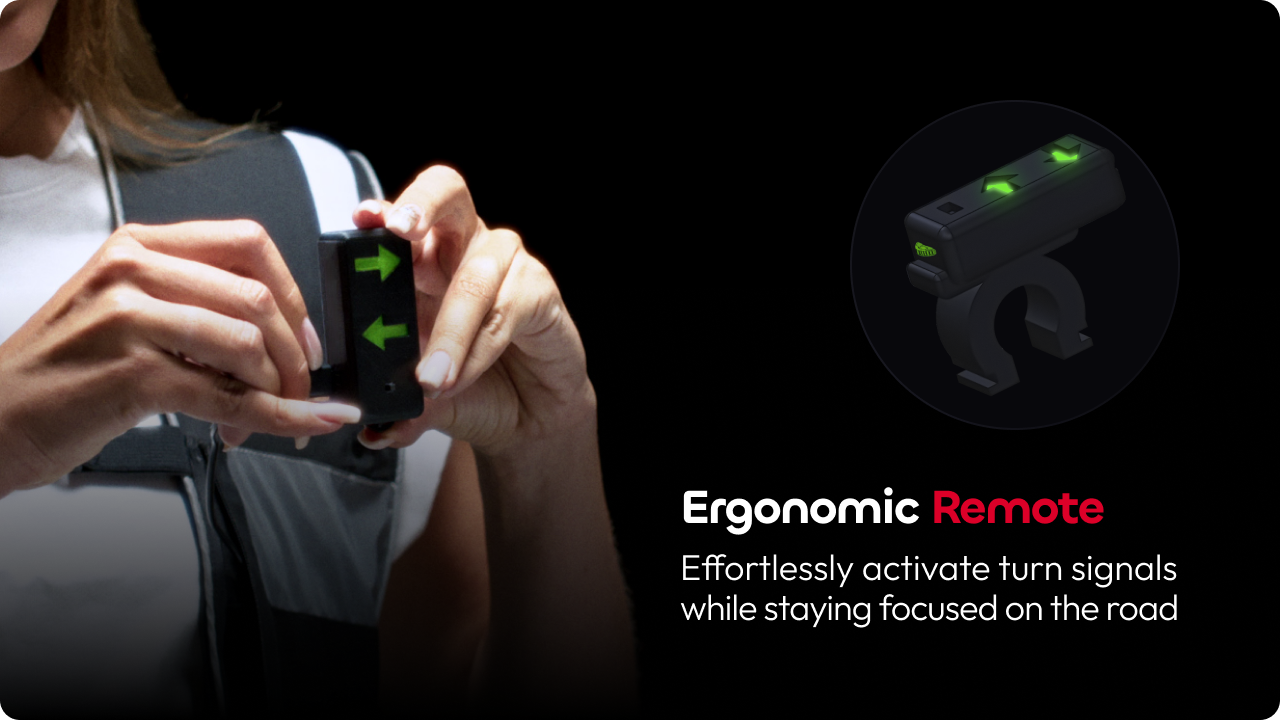 Ergonomic Remote
Effortlessly activate turn signals
while staying focused on the road